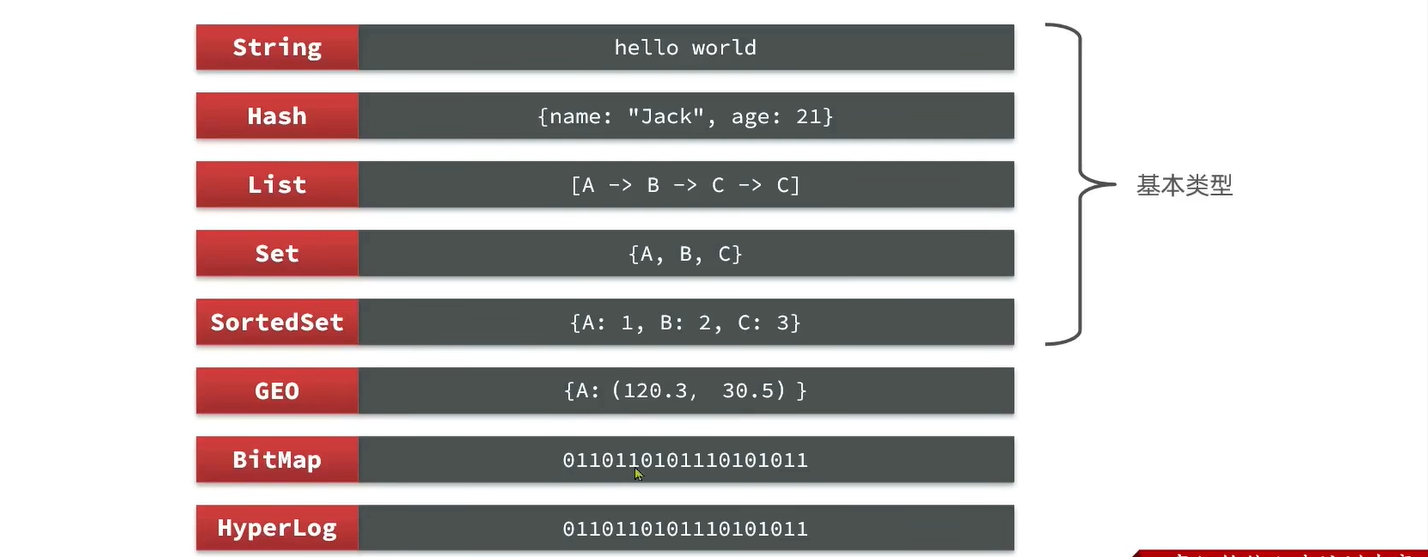 String hello world
Hash {name: "Jack", age: 21}
List [A -> B -> C -> C]
Set {A, B, C}
SortedSet {A: 1, B: 2, C: 3}
基本类型
GEO {A: (120.3, 30.5) }
BitMap 0110110101110101011
HyperLog 0110110101110101011